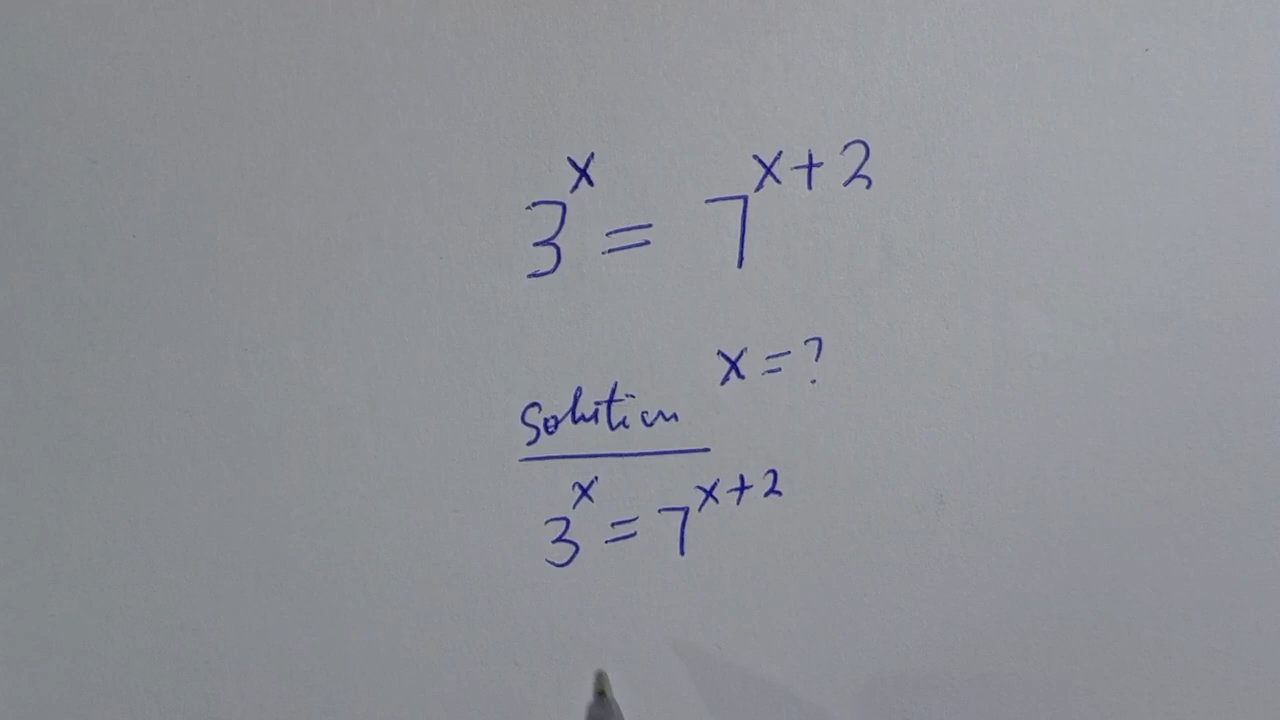 3^x = 7^{x+2}
x = ?
Solution
3^x = 7^{x+2}